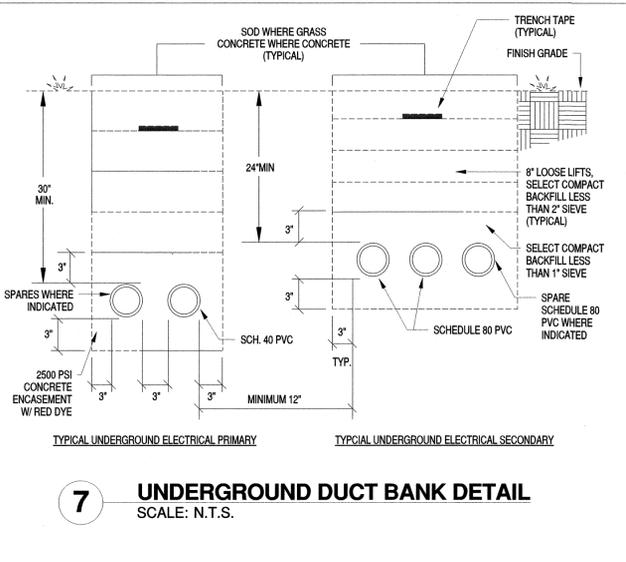 SOD WHERE GRASS
CONCRETE WHERE CONCRETE
(TYPICAL)
TRENCH TAPE
(TYPICAL)
FINISH GRADE
30"
MIN.
24"MIN
8" LOOSE LIFTS,
SELECT COMPACT
BACKFILL LESS
THAN 2" SIEVE
(TYPICAL)
3"
SELECT COMPACT
BACKFILL LESS
THAN 1" SIEVE
3"
SPARES WHERE
INDICATED
3"
SPARE
SCHEDULE 80
PVC WHERE
INDICATED
3"
SCH. 40 PVC
SCHEDULE 80 PVC
3"
TYP.
2500 PSI
CONCRETE
ENCASEMENT
W/ RED DYE
3"
3"
3"
MINIMUM 12"
TYPICAL UNDERGROUND ELECTRICAL PRIMARY
TYPCIAL UNDERGROUND ELECTRICAL SECONDARY
7
UNDERGROUND DUCT BANK DETAIL
SCALE: N.T.S.